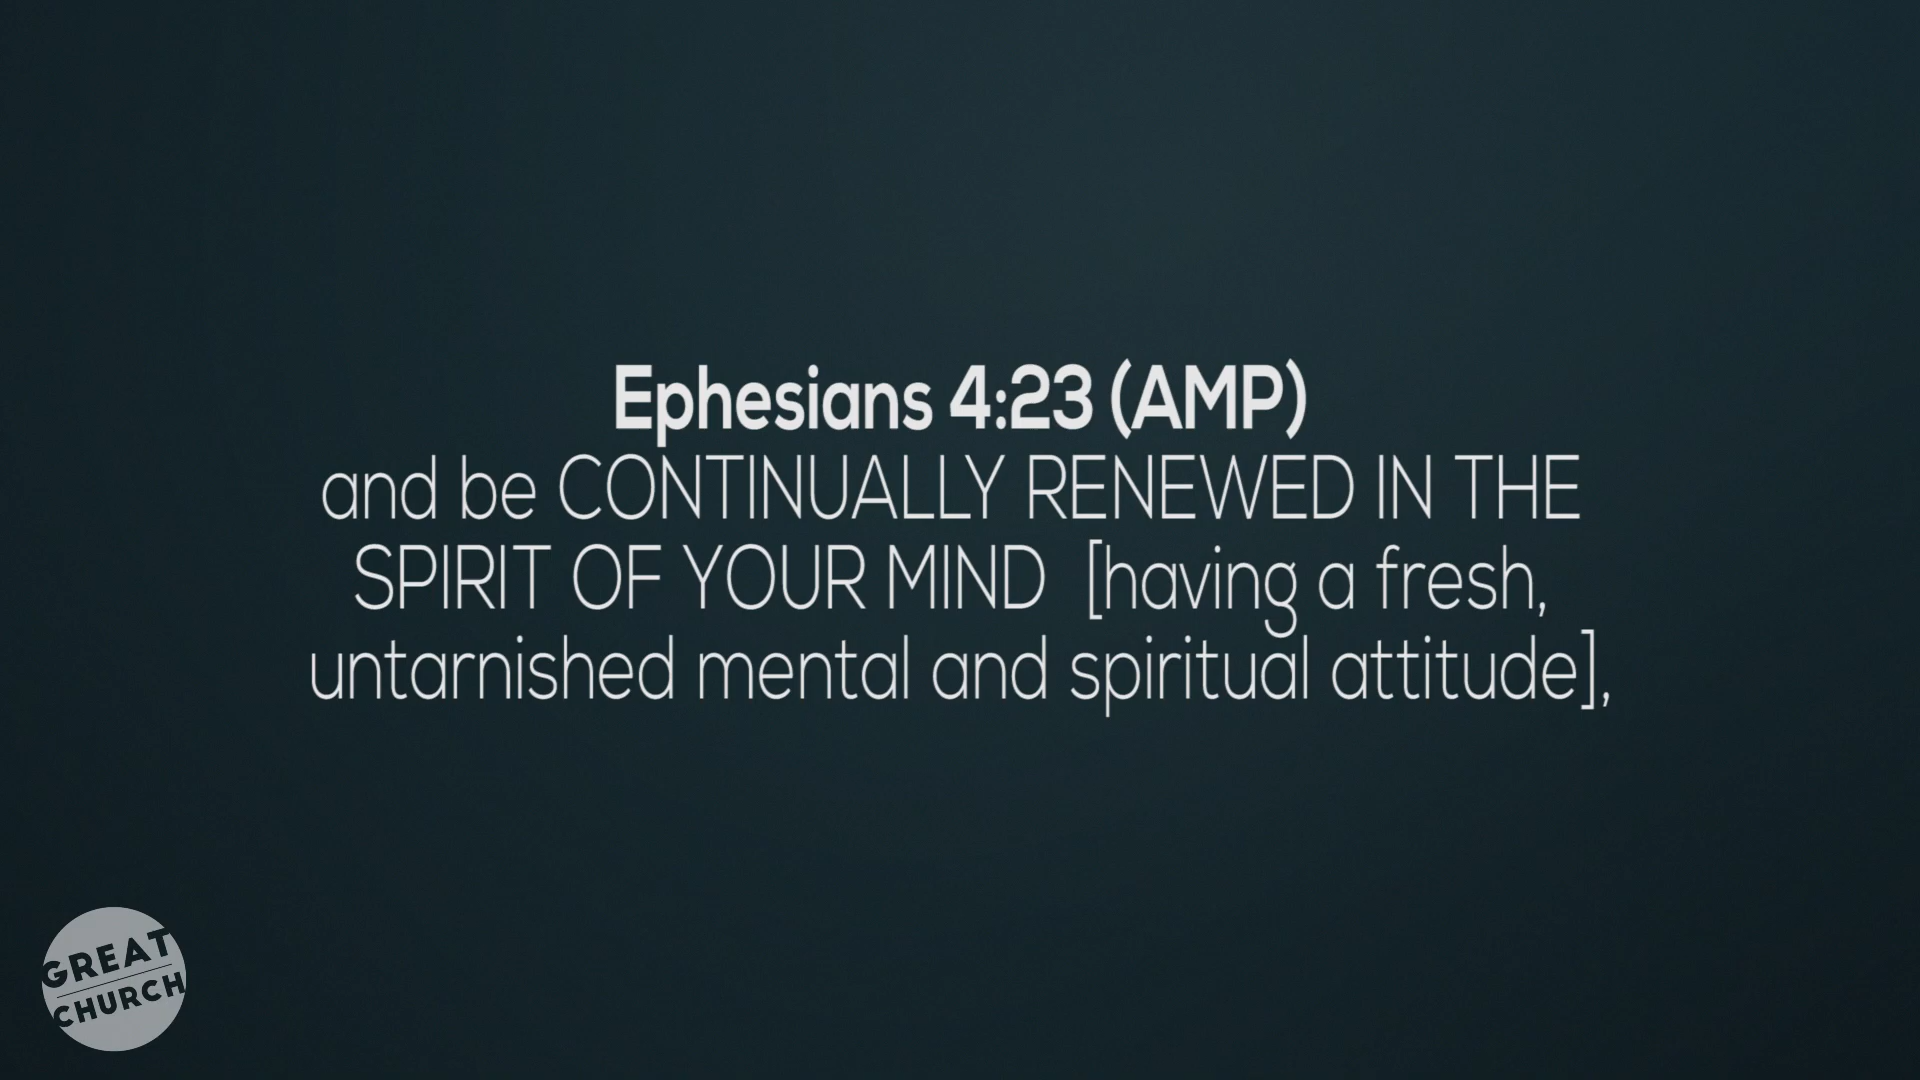 Ephesians 4:23 (AMP)
and be CONTINUALLY RENEWED IN THE
SPIRIT OF YOUR MIND  [having a fresh,
untarnished mental and spiritual attitude],
GREAT
CHURCH